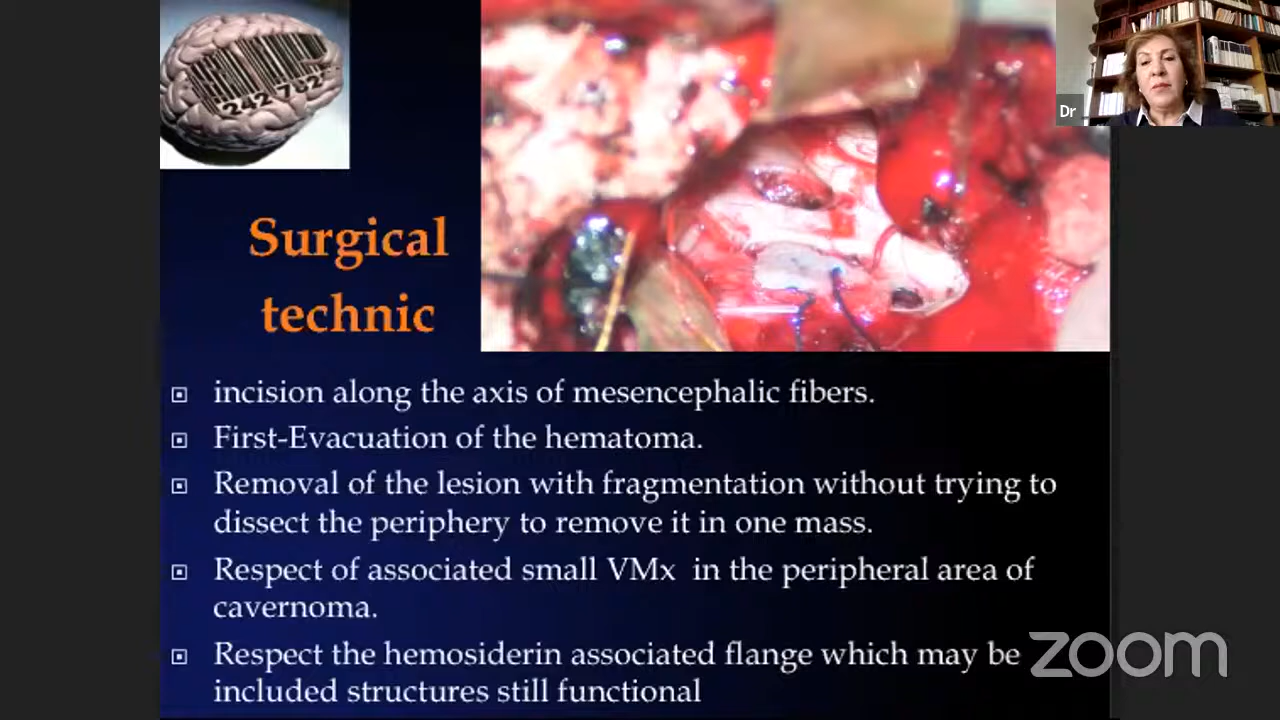 242 782
Dr
Surgical
technic
incision along the axis of mesencephalic fibers.
First-Evacuation of the hematoma.
Removal of the lesion with fragmentation without trying to
dissect the periphery to remove it in one mass.
Respect of associated small VMx in the peripheral area of
cavernoma.
Respect the hemosiderin associated flange which may be
included structures still functional
zoom